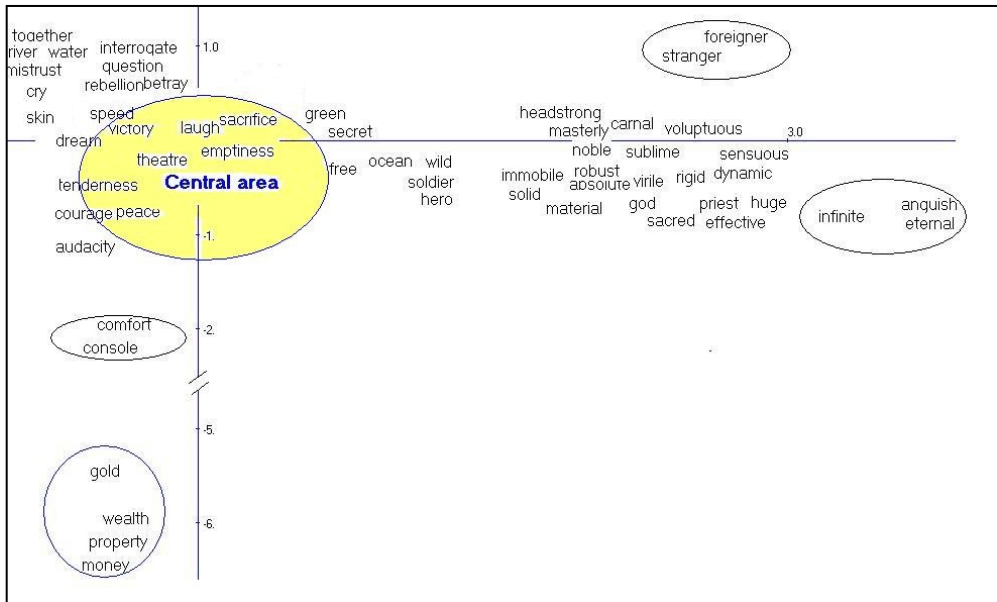 together
river water
mistrust
cry
skin
interrogate
question
rebellion betray
1.0
foreigner
stranger
speed
victory
dream
laugh
sacrifice
green
secret
theatre
emptiness
free
tenderness
Central area
courage
peace
audacity
-1.
ocean
wild
soldier
hero
headstrong
masterly
carnal
voluptuous
3.0
noble
sublime
sensuous
immobile
robust
absolute
virile
rigid
dynamic
solid
material
god
priest
huge
sacred
effective
infinite
anguish
eternal
comfort
console
-2.
-5.
gold
wealth
property
money
-6.